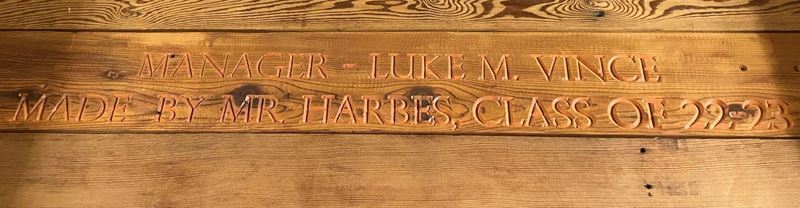 MANAGER - LUKE M. VINCE
MADE BY MR. HARBES, CLASS OF 22-23